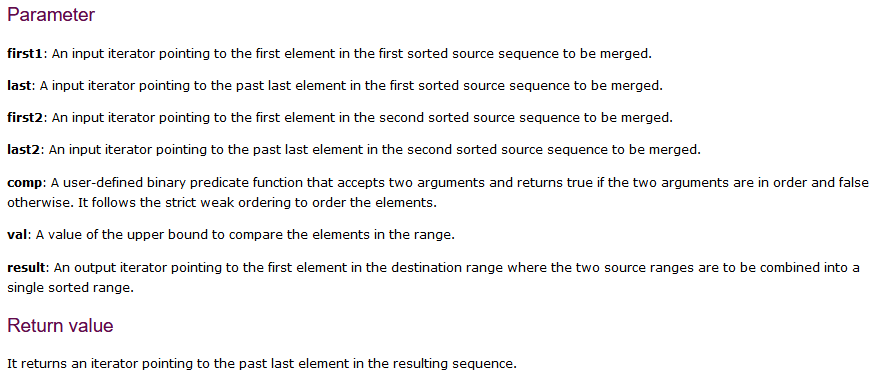 Parameter
first1: An input iterator pointing to the first element in the first sorted source sequence to be merged.
last: A input iterator pointing to the past last element in the first sorted source sequence to be merged.
first2: An input iterator pointing to the first element in the second sorted source sequence to be merged.
last2: An input iterator pointing to the past last element in the second sorted source sequence to be merged.
comp: A user-defined binary predicate function that accepts two arguments and returns true if the two arguments are in order and false
otherwise. It follows the strict weak ordering to order the elements.
val: A value of the upper bound to compare the elements in the range.
result: An output iterator pointing to the first element in the destination range where the two source ranges are to be combined into a
single sorted range.
Return value
It returns an iterator pointing to the past last element in the resulting sequence.